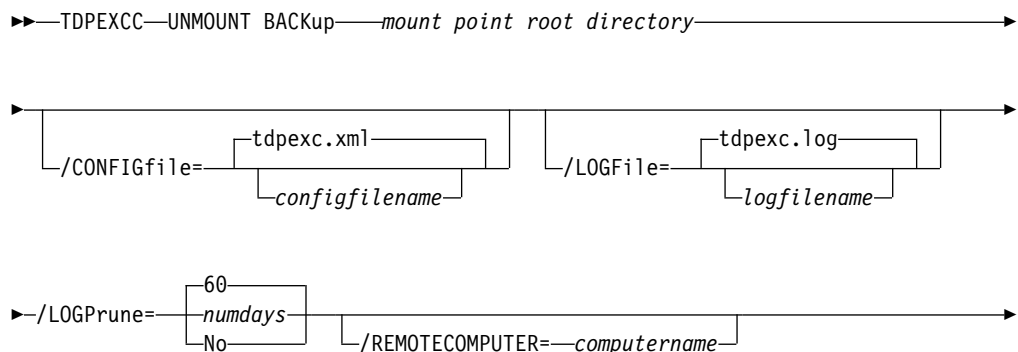 TDPEXCC UNMOUNT BACKup mount point root directory
tdpexc.xml
/CONFIGfile=
configfilename
tdpexc.log
/LOGFile=
logfilename
60
/LOGPrune= numdays
No
/REMOTECOMPUTER= computername